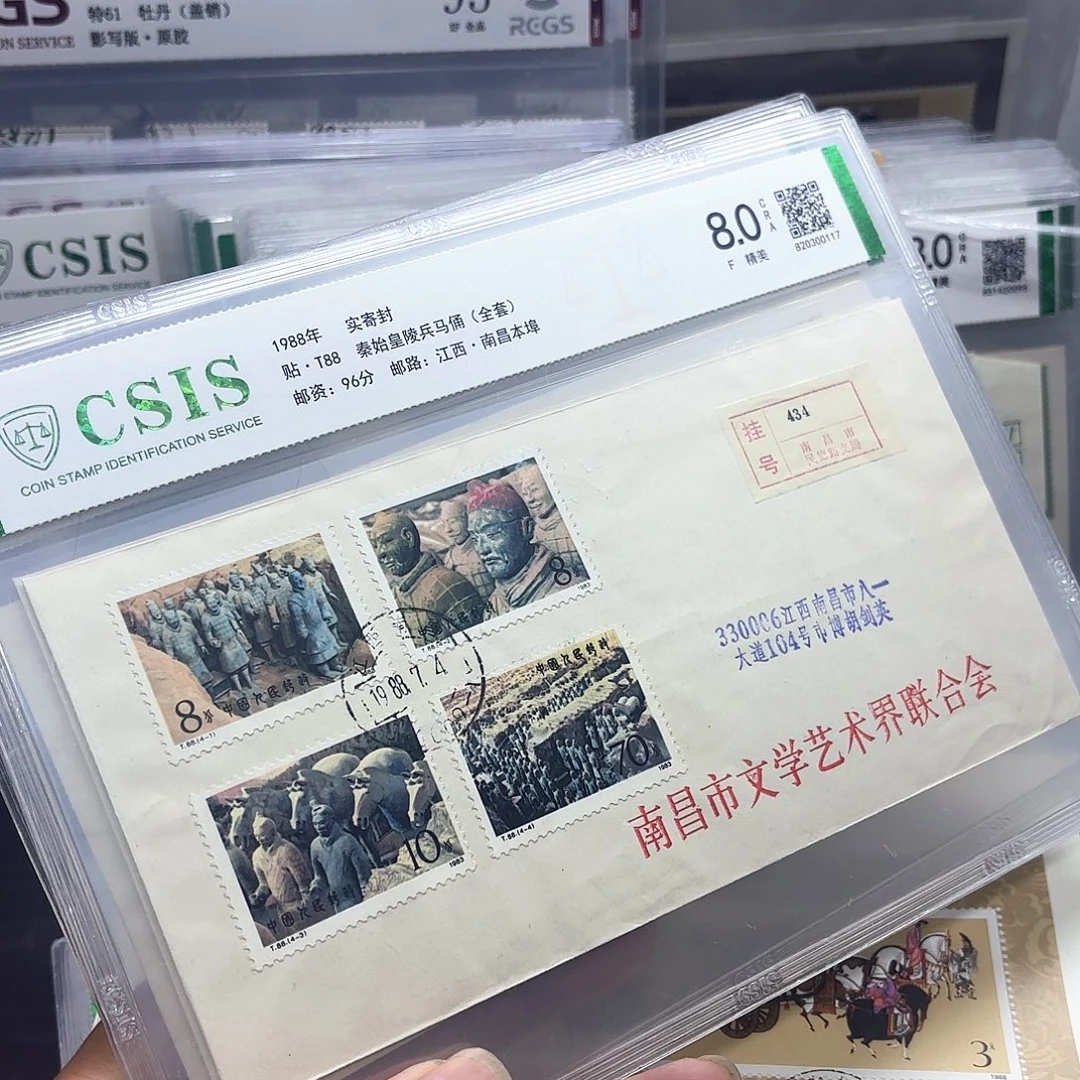 特61 牡丹（盖销）
影写版·原胶
RCGS
CSIS
CSIS
COIN STAMP IDENTIFICATION SERVICE
1988年 实寄封
贴·T88 秦始皇陵兵马俑（全套）
邮资：96分 邮路：江西·南昌本埠
8.0
CRA
F 精美
820300117
挂号
434
南昌市
8
中国人民邮政
T.88.(4-1)
8
1983
中国人民邮政
70
1983
T.88.(4-4)
10
1983
中国人民邮政
T.88.(4-3)
1988.7.4
330006江西南昌市八一
大道104号
胡剑英
南昌市文学艺术界联合会
3元
1988